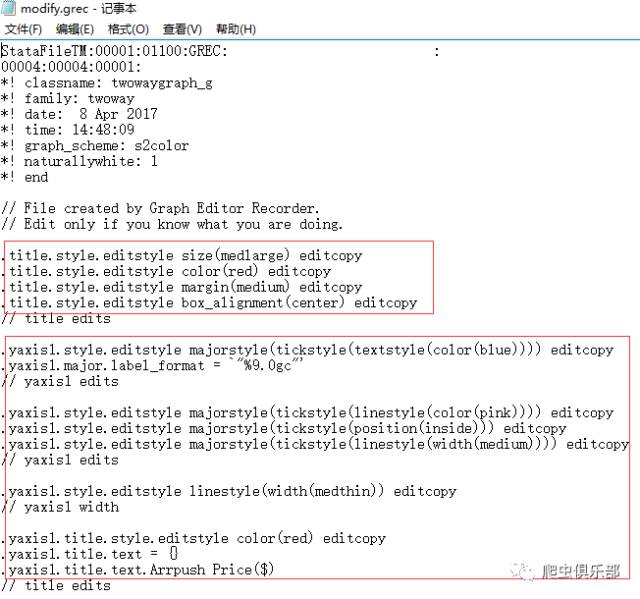 modify.grec - 记事本
文件(F) 编辑(E) 格式(O) 查看(V) 帮助(H)
StataFileTM:00001:01100:GREC: :
00004:00004:00001:
*! classname: twowaygraph_g
*! family: twoway
*! date: 8 Apr 2017
*! time: 14:48:09
*! graph_scheme: s2color
*! naturallywhite: 1
*! end
// File created by Graph Editor Recorder.
// Edit only if you know what you are doing.
.title.style.editstyle size(medlarge) editcopy
.title.style.editstyle color(red) editcopy
.title.style.editstyle margin(medium) editcopy
.title.style.editstyle box_alignment(center) editcopy
// title edits
.yaxis1.style.editstyle majorstyle(tickstyle(textstyle(color(blue)))) editcopy
.yaxis1.major.label_format = `"%9.0gc"'
// yaxis1 edits
.yaxis1.style.editstyle majorstyle(tickstyle(linestyle(color(pink)))) editcopy
.yaxis1.style.editstyle majorstyle(tickstyle(position(inside))) editcopy
.yaxis1.style.editstyle majorstyle(tickstyle(linestyle(width(medium)))) editcopy
// yaxis1 edits
.yaxis1.style.editstyle linestyle(width(medthin)) editcopy
// yaxis1 width
.yaxis1.title.style.editstyle color(red) editcopy
.yaxis1.title.text = {}
.yaxis1.title.text.Arrpush Price($)
// title edits
爬虫俱乐部